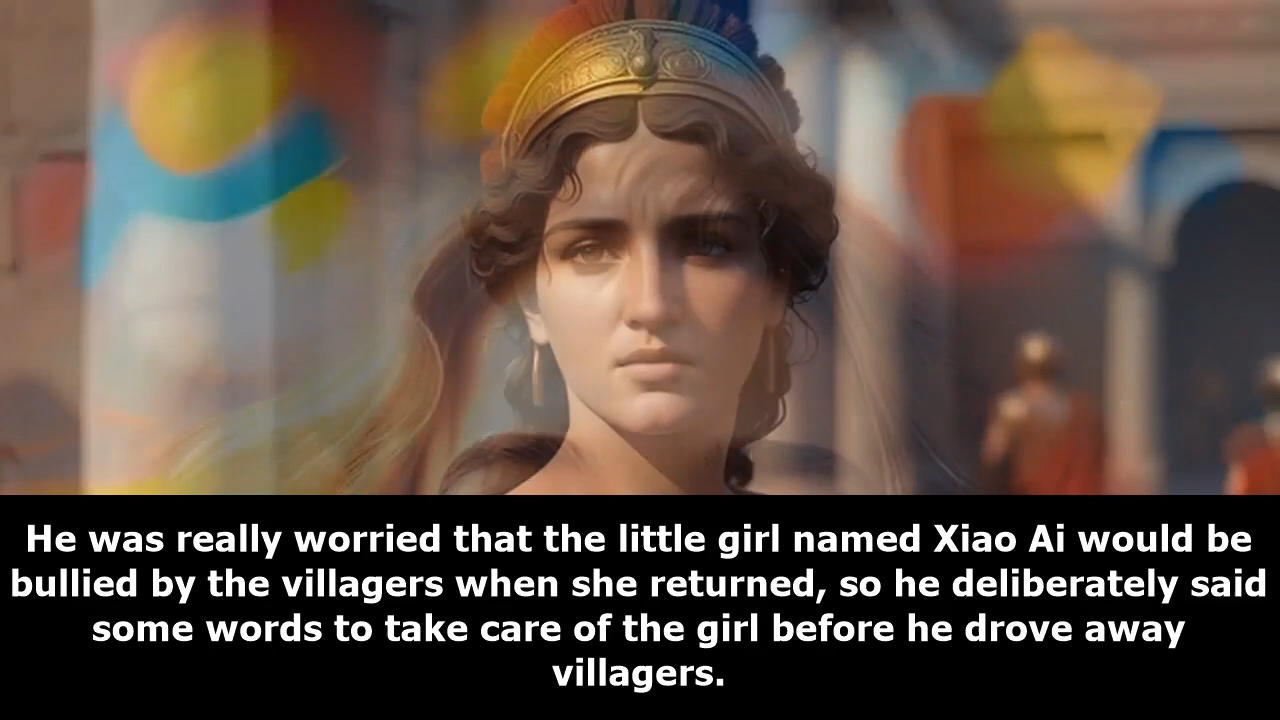 He was really worried that the little girl named Xiao Ai would be
bullied by the villagers when she returned, so he deliberately said
some words to take care of the girl before he drove away
villagers.